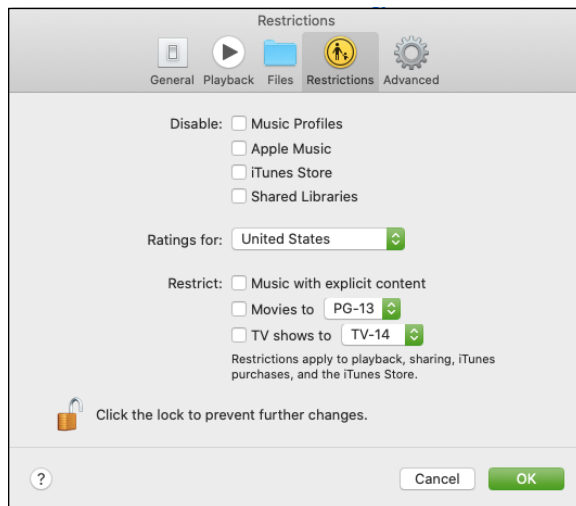 Restrictions
General Playback Files Restrictions Advanced
Disable: Music Profiles
Apple Music
iTunes Store
Shared Libraries
Ratings for: United States
Restrict: Music with explicit content
Movies to PG-13
TV shows to TV-14
Restrictions apply to playback, sharing, iTunes
purchases, and the iTunes Store.
Click the lock to prevent further changes.
? Cancel OK